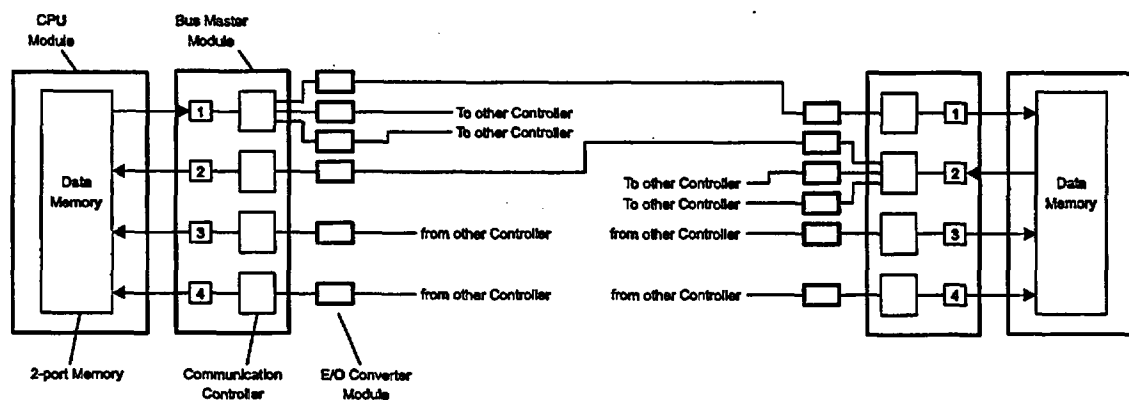 CPU
Module
Bus Master
Module
1
To other Controller
To other Controller
1
2
2
Data
Memory
To other Controller
To other Controller
Data
Memory
3
from other Controller
from other Controller
3
4
from other Controller
from other Controller
4
2-port Memory
Communication
Controller
E/O Converter
Module